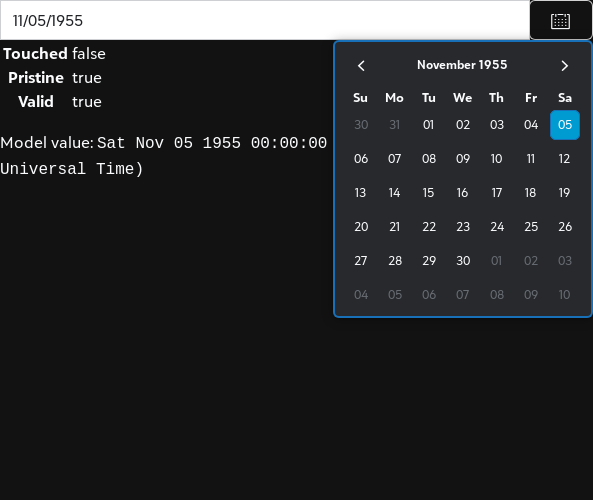 11/05/1955
Touched false
Pristine true
Valid true
Model value: Sat Nov 05 1955 00:00:00
Universal Time)
November 1955
Su Mo Tu We Th Fr Sa
30 31 01 02 03 04 05
06 07 08 09 10 11 12
13 14 15 16 17 18 19
20 21 22 23 24 25 26
27 28 29 30 01 02 03
04 05 06 07 08 09 10